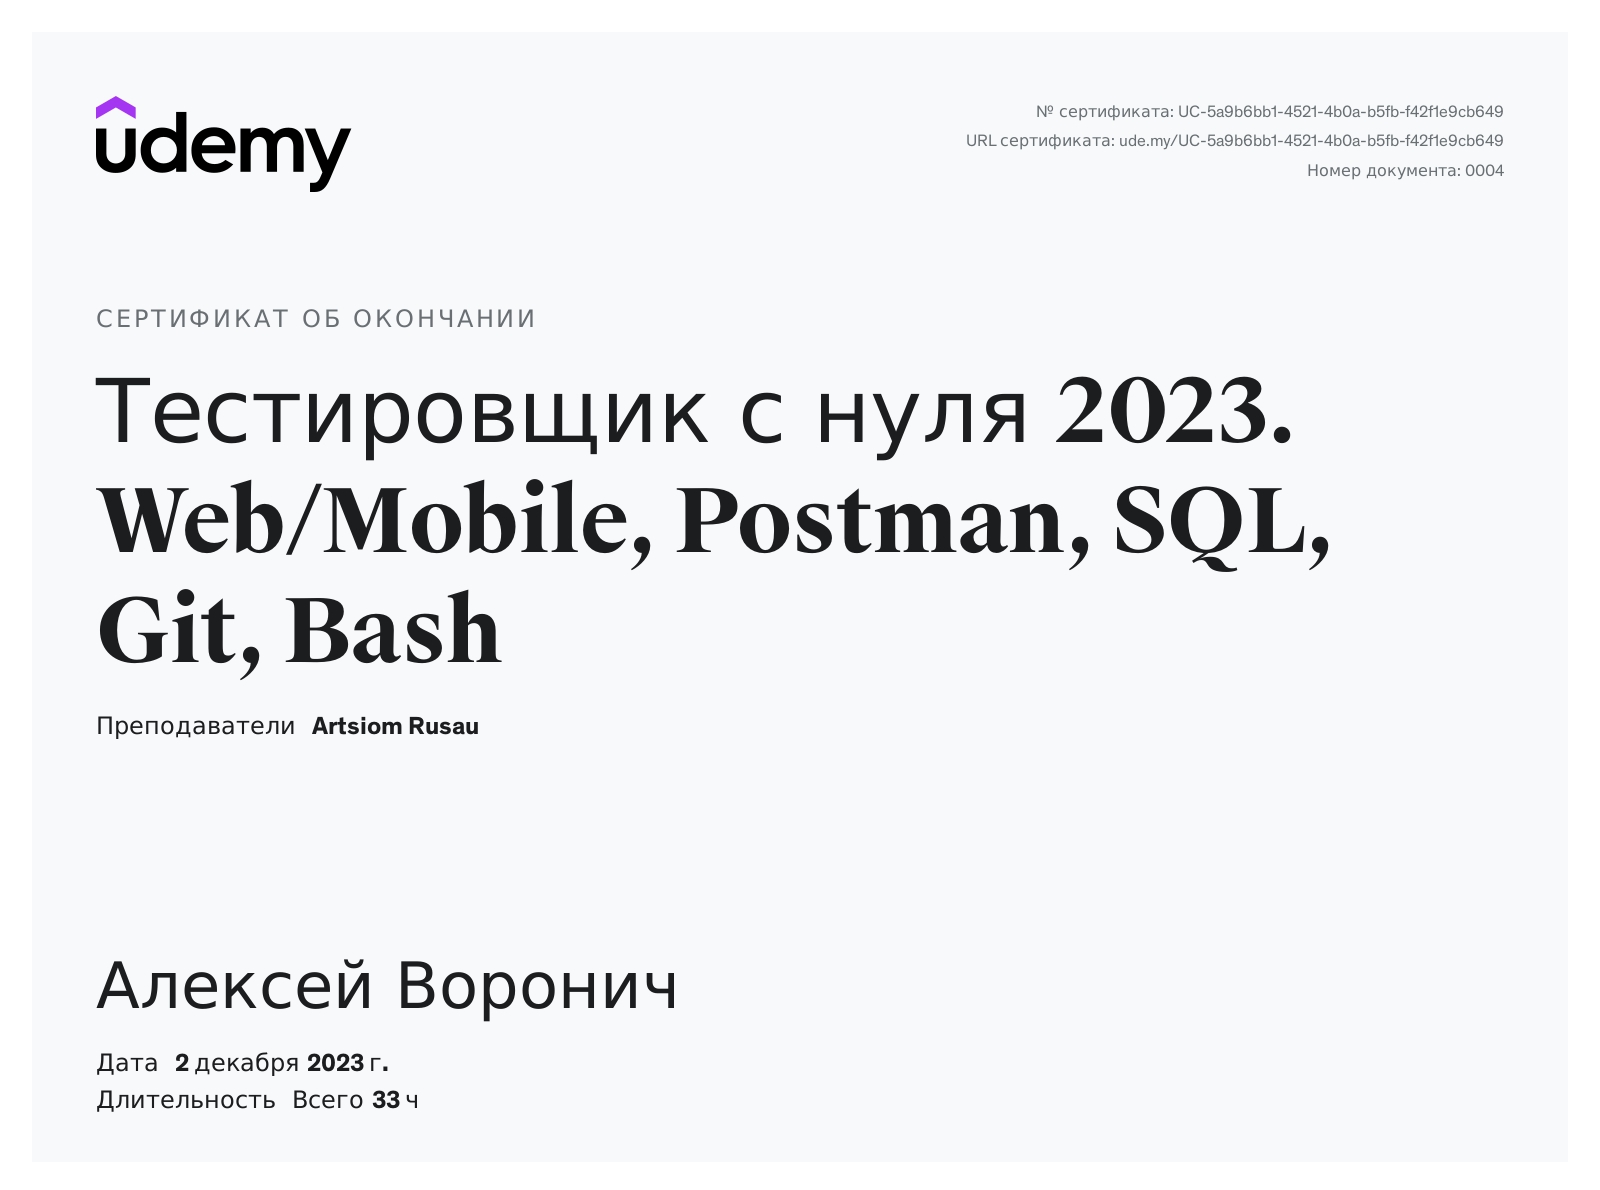 udemy
№ сертификата: UC-5a9b6bb1-4521-4b0a-b5fb-f42f1e9cb649
URL сертификата: ude.my/UC-5a9b6bb1-4521-4b0a-b5fb-f42f1e9cb649
Номер документа: 0004
СЕРТИФИКАТ ОБ ОКОНЧАНИИ
Тестировщик с нуля 2023.
Web/Mobile, Postman, SQL,
Git, Bash
Преподаватели Artsiom Rusau
Алексей Воронич
Дата 2 декабря 2023 г.
Длительность Всего 33 ч